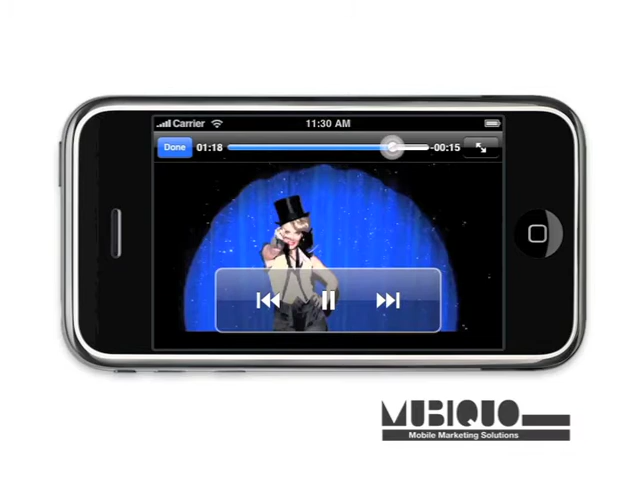 Carrier
11:30 AM
Done
01:18
-00:15
MUBIQUO
Mobile Marketing Solutions